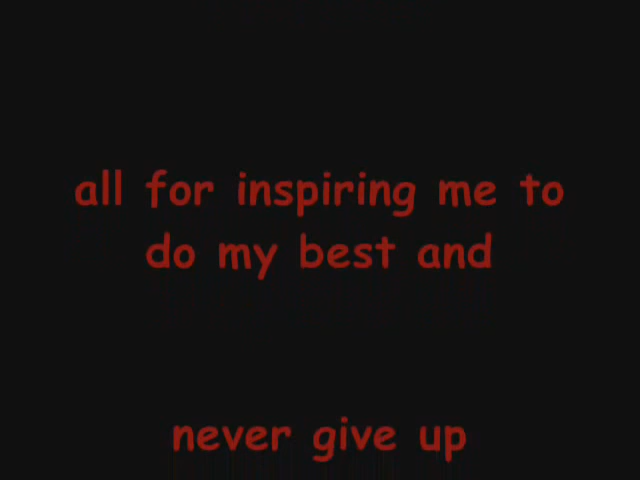 all for inspiring me to
do my best and
never give up